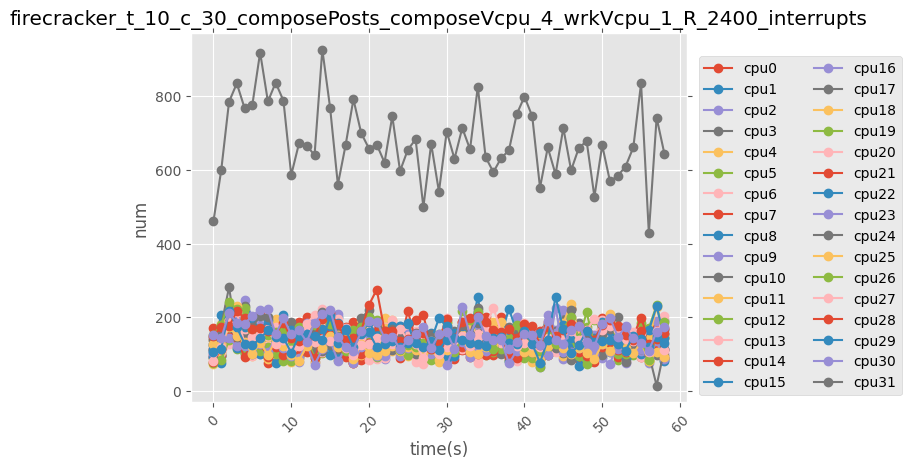 firecracker_t_10_c_30_composePosts_composeVcpu_4_wrkVcpu_1_R_2400_interrupts
800
600
400
200
0
num
0 10 20 30 40 50 60
time(s)
cpu0 cpu16
cpu1 cpu17
cpu2 cpu18
cpu3 cpu19
cpu4 cpu20
cpu5 cpu21
cpu6 cpu22
cpu7 cpu23
cpu8 cpu24
cpu9 cpu25
cpu10 cpu26
cpu11 cpu27
cpu12 cpu28
cpu13 cpu29
cpu14 cpu30
cpu15 cpu31